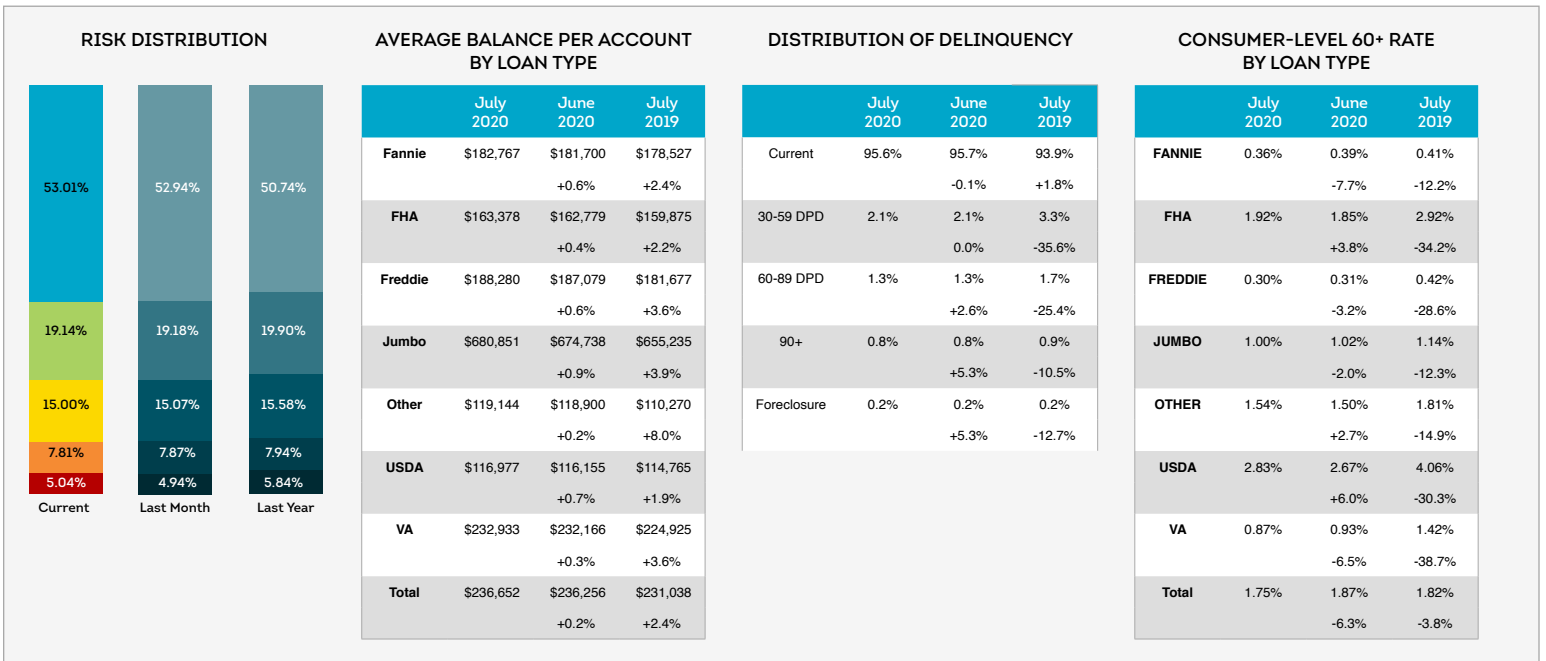 RISK DISTRIBUTION
53.01% 52.94% 50.74%
19.14% 19.18% 19.90%
15.00% 15.07% 15.58%
7.81% 7.87% 7.94%
5.04% 4.94% 5.84%
Current Last Month Last Year
AVERAGE BALANCE PER ACCOUNT
BY LOAN TYPE
July June July
2020 2020 2019
Fannie $182,767 $181,700 $178,527
+0.6% +2.4%
FHA $163,378 $162,779 $159,875
+0.4% +2.2%
Freddie $188,280 $187,079 $181,677
+0.6% +3.6%
Jumbo $680,851 $674,738 $655,235
+0.9% +3.9%
Other $119,144 $118,900 $110,270
+0.2% +8.0%
USDA $116,977 $116,155 $114,765
+0.7% +1.9%
VA $232,933 $232,166 $224,925
+0.3% +3.6%
Total $236,652 $236,256 $231,038
+0.2% +2.4%
DISTRIBUTION OF DELINQUENCY
July June July
2020 2020 2019
Current 95.6% 95.7% 93.9%
-0.1% +1.8%
30-59 DPD 2.1% 2.1% 3.3%
0.0% -35.6%
60-89 DPD 1.3% 1.3% 1.7%
+2.6% -25.4%
90+ 0.8% 0.8% 0.9%
+5.3% -10.5%
Foreclosure 0.2% 0.2% 0.2%
+5.3% -12.7%
CONSUMER-LEVEL 60+ RATE
BY LOAN TYPE
July June July
2020 2020 2019
FANNIE 0.36% 0.39% 0.41%
-7.7% -12.2%
FHA 1.92% 1.85% 2.92%
+3.8% -34.2%
FREDDIE 0.30% 0.31% 0.42%
-3.2% -28.6%
JUMBO 1.00% 1.02% 1.14%
-2.0% -12.3%
OTHER 1.54% 1.50% 1.81%
+2.7% -14.9%
USDA 2.83% 2.67% 4.06%
+6.0% -30.3%
VA 0.87% 0.93% 1.42%
-6.5% -38.7%
Total 1.75% 1.87% 1.82%
-6.3% -3.8%